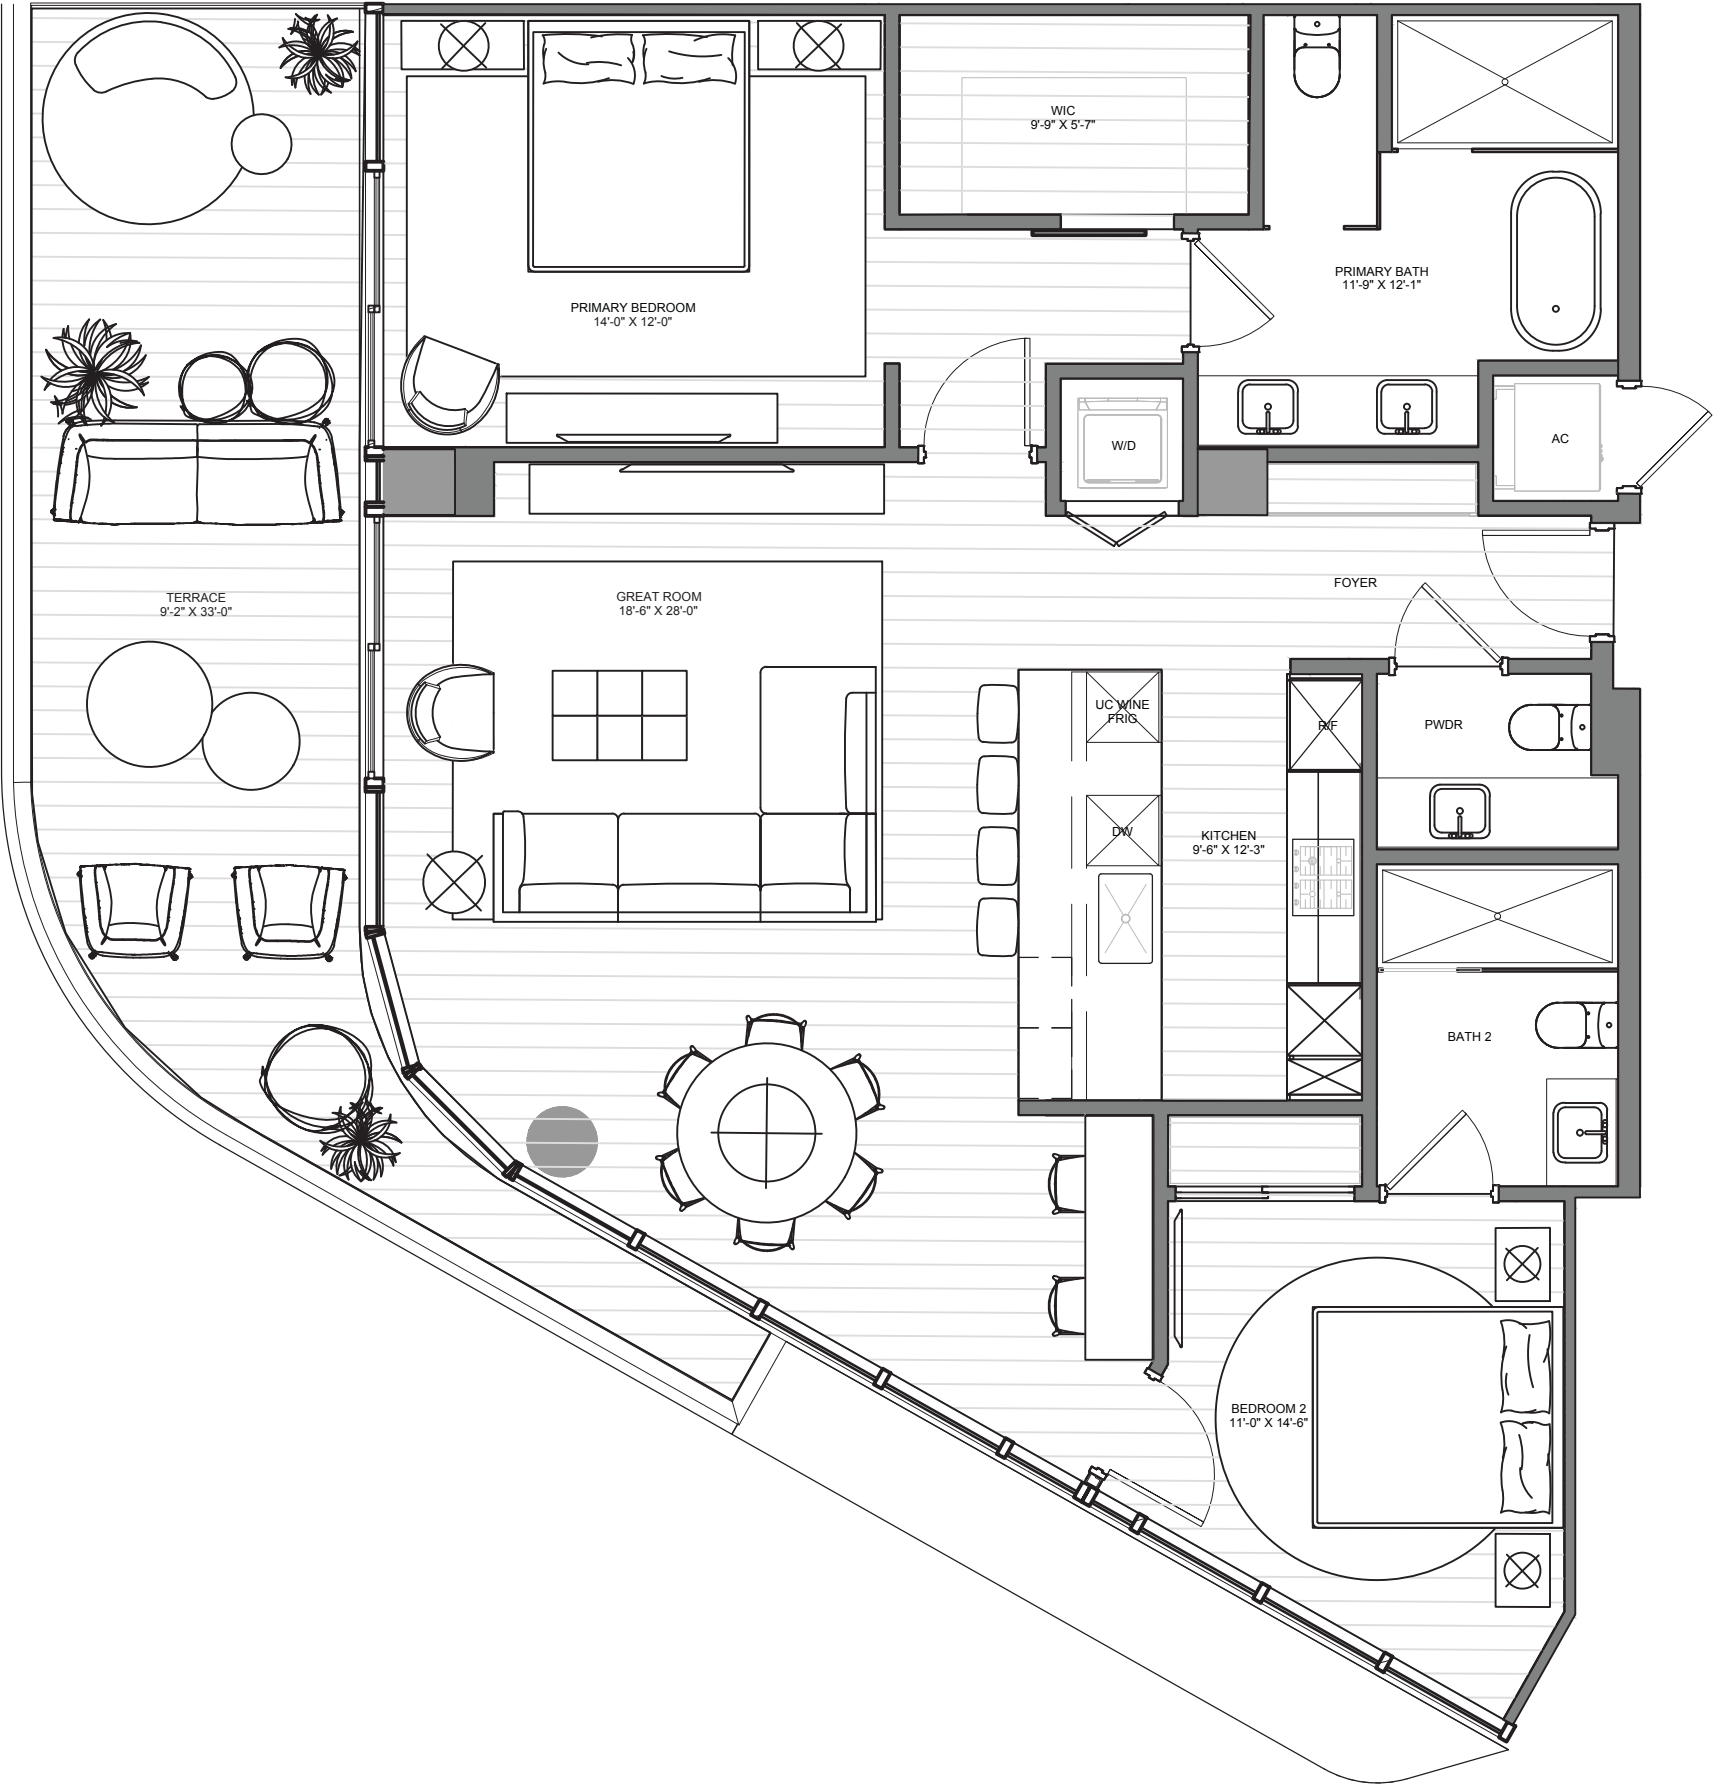 WIC
9'-9" X 5'-7"
PRIMARY BATH
11'-9" X 12'-1"
PRIMARY BEDROOM
14'-0" X 12'-0"
W/D
AC
FOYER
TERRACE
9'-2" X 33'-0"
GREAT ROOM
18'-6" X 28'-0"
UC WINE
FRIG
R/F
PWDR
DW
KITCHEN
9'-6" X 12'-3"
BATH 2
BEDROOM 2
11'-0" X 14'-6"